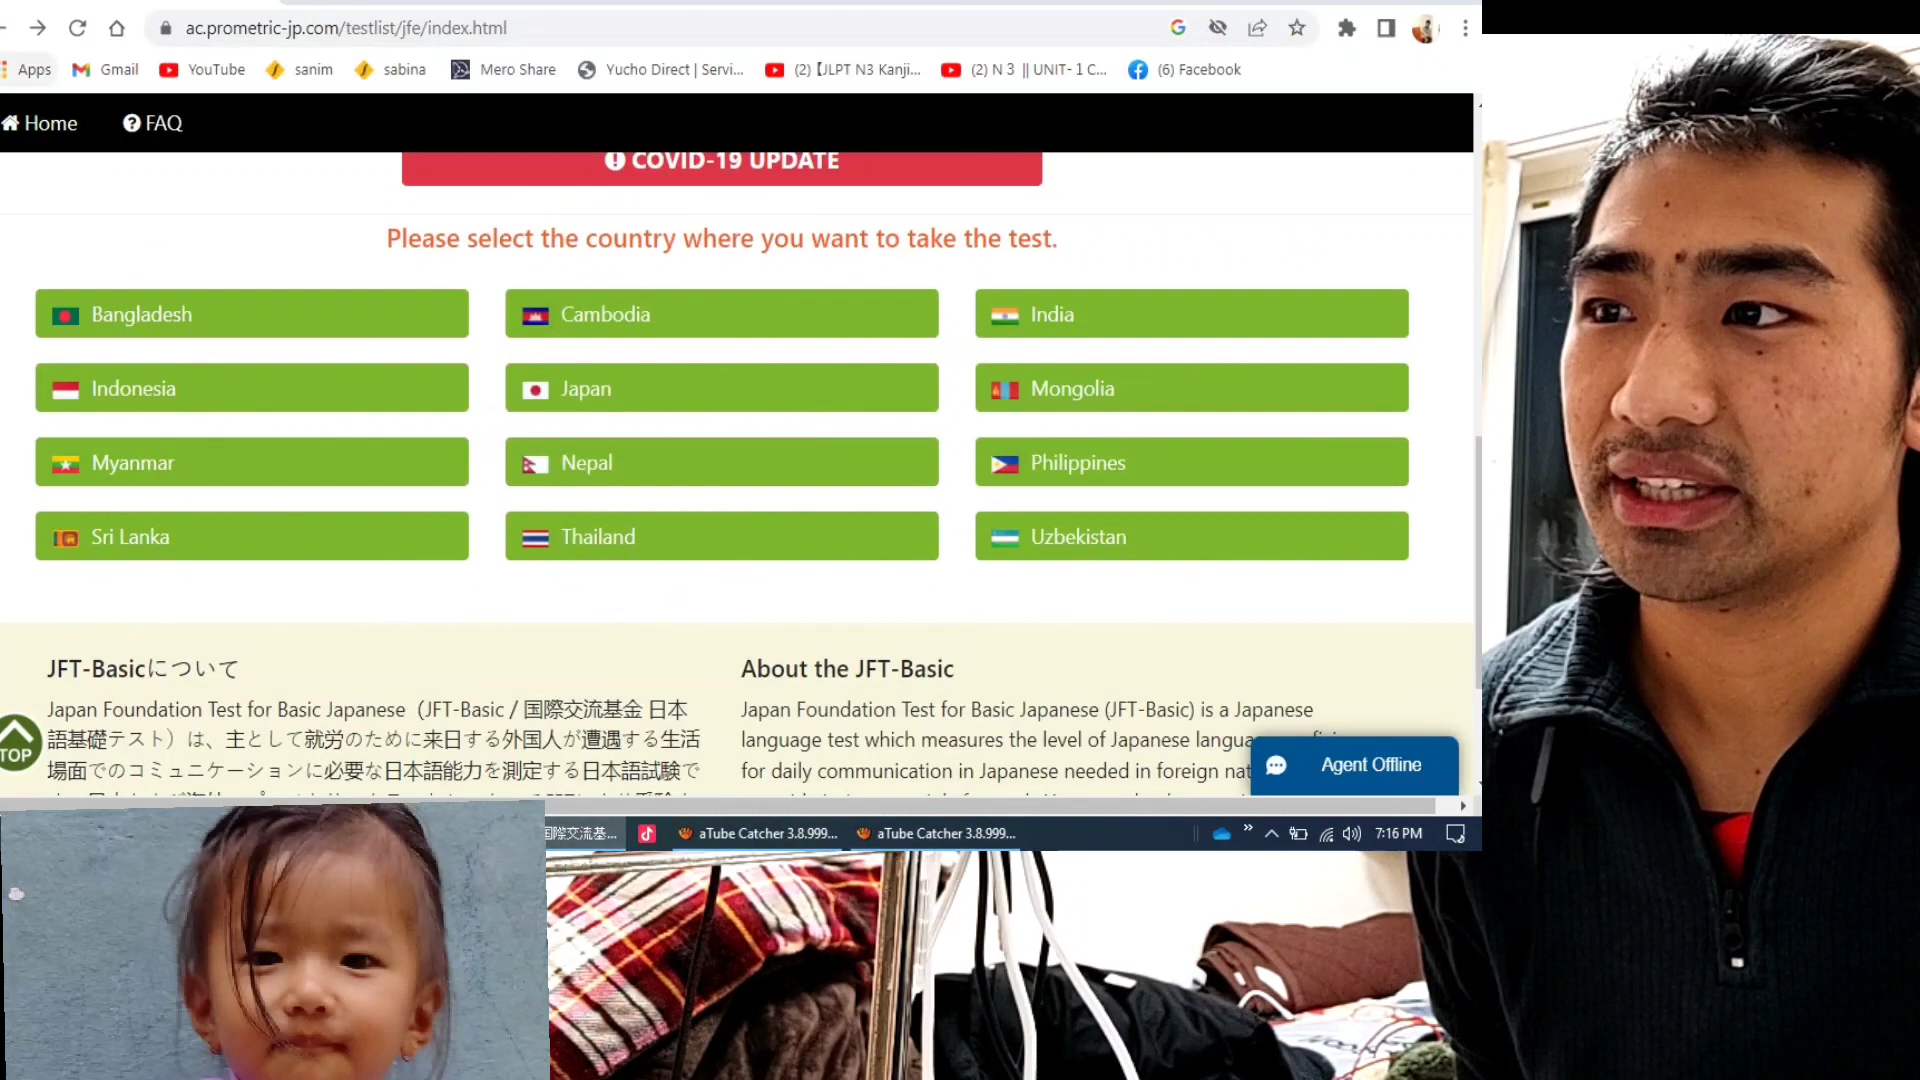 ac.prometric-jp.com/testlist/jfe/index.html
Apps Gmail YouTube sanim sabina Mero Share Yucho Direct | Servi... (2)【JLPT N3 Kanji... (2) N 3 || UNIT- 1 C... (6) Facebook
Home FAQ
COVID-19 UPDATE
Please select the country where you want to take the test.
Bangladesh Cambodia India
Indonesia Japan Mongolia
Myanmar Nepal Philippines
Sri Lanka Thailand Uzbekistan
JFT-Basicについて
Japan Foundation Test for Basic Japanese（JFT-Basic / 国際交流基金 日本
語基礎テスト）は、主として就労のために来日する外国人が遭遇する生活
場面でのコミュニケーションに必要な日本語能力を測定する日本語試験で
About the JFT-Basic
Japan Foundation Test for Basic Japanese (JFT-Basic) is a Japanese
language test which measures the level of Japanese
for daily communication in Japanese needed in foreign
Agent Offline
TOP
国際交流基... aTube Catcher 3.8.999... aTube Catcher 3.8.999... 7:16 PM